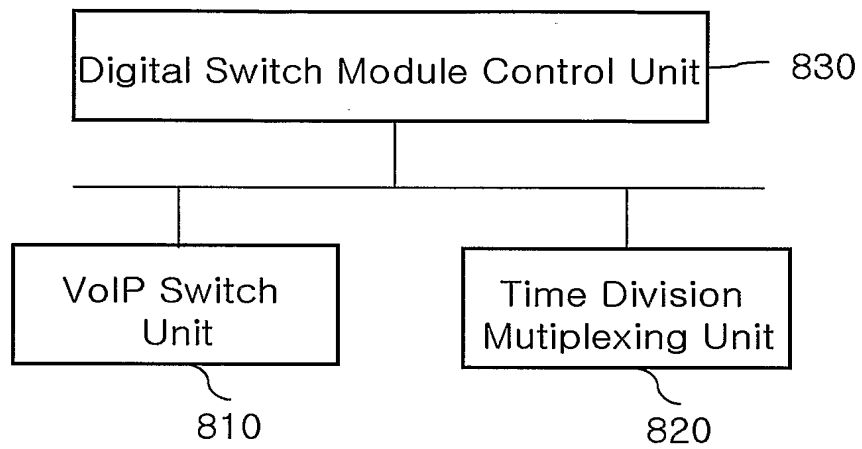 Digital Switch Module Control Unit
830
VoIP Switch
Unit
810
Time Division
Mutiplexing Unit
820